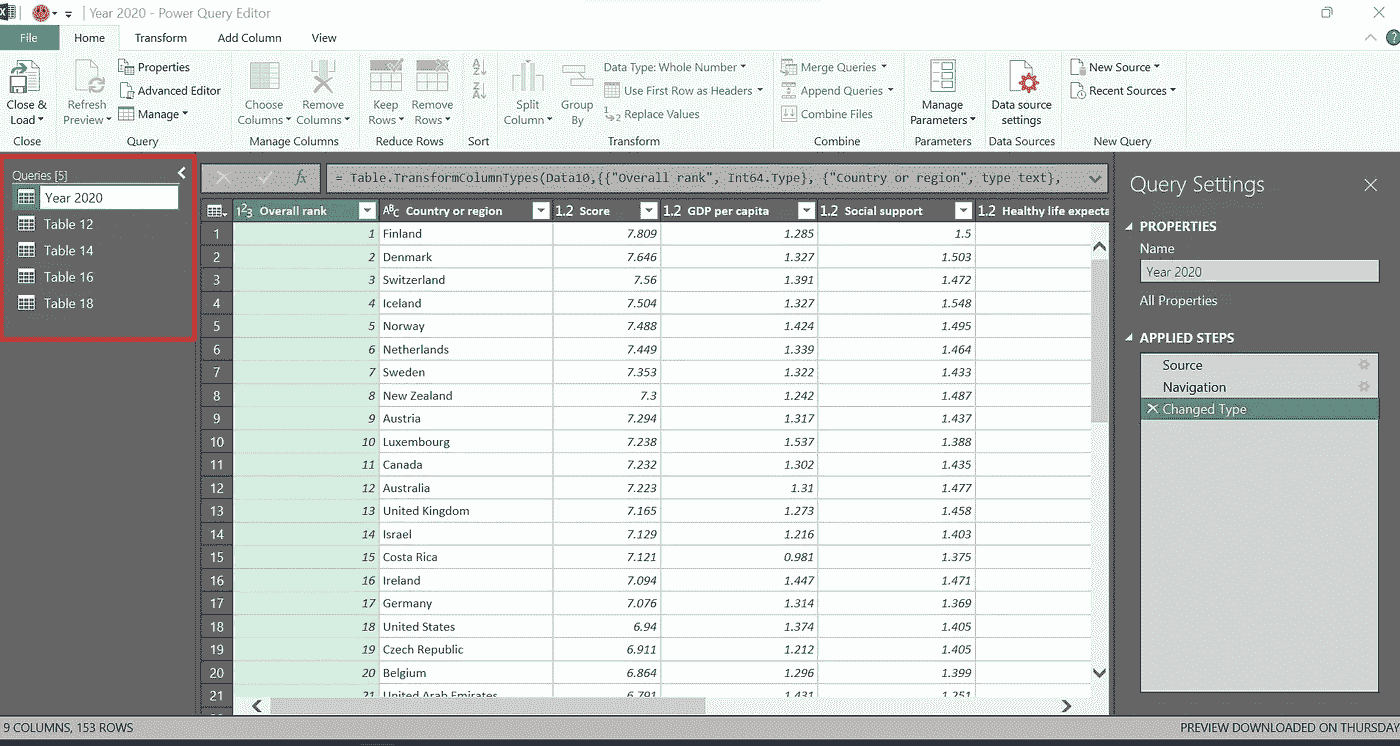 Year 2020 - Power Query Editor
File Home Transform Add Column View
Close & Load
Refresh Preview
Properties
Advanced Editor
Manage
Choose Columns
Remove Columns
Keep Rows
Remove Rows
A Z
Z A
Split Column
Group By
Data Type: Whole Number
Use First Row as Headers
Replace Values
Merge Queries
Append Queries
Combine Files
Manage Parameters
Data source settings
New Source
Recent Sources
Close Query Manage Columns Reduce Rows Sort Transform Combine Parameters Data Sources New Query
Queries [5]
Year 2020
Table 12
Table 14
Table 16
Table 18
fx = Table.TransformColumnTypes(Data10,{{"Overall rank", Int64.Type}, {"Country or region", type text},
123 Overall rank ABC Country or region 1.2 Score 1.2 GDP per capita 1.2 Social support 1.2 Healthy life expecta
1 1 Finland 7.809 1.285 1.5
2 2 Denmark 7.646 1.327 1.503
3 3 Switzerland 7.56 1.391 1.472
4 4 Iceland 7.504 1.327 1.548
5 5 Norway 7.488 1.424 1.495
6 6 Netherlands 7.449 1.339 1.464
7 7 Sweden 7.353 1.322 1.433
8 8 New Zealand 7.3 1.242 1.487
9 9 Austria 7.294 1.317 1.437
10 10 Luxembourg 7.238 1.537 1.388
11 11 Canada 7.232 1.302 1.435
12 12 Australia 7.223 1.31 1.477
13 13 United Kingdom 7.165 1.273 1.458
14 14 Israel 7.129 1.216 1.403
15 15 Costa Rica 7.121 0.981 1.375
16 16 Ireland 7.094 1.447 1.471
17 17 Germany 7.076 1.314 1.369
18 18 United States 6.94 1.374 1.405
19 19 Czech Republic 6.911 1.212 1.405
20 20 Belgium 6.864 1.296 1.399
21 21 United Arab Emirates 6.791 1.431 1.251
Query Settings
PROPERTIES
Name
Year 2020
All Properties
APPLIED STEPS
Source
Navigation
Changed Type
9 COLUMNS, 153 ROWS
PREVIEW DOWNLOADED ON THURSDAY